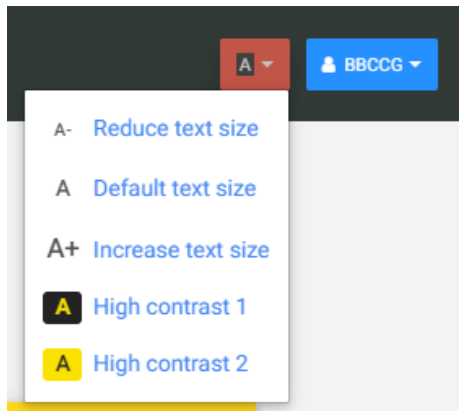 A
BBCCG
A- Reduce text size
A Default text size
A+ Increase text size
A High contrast 1
A High contrast 2